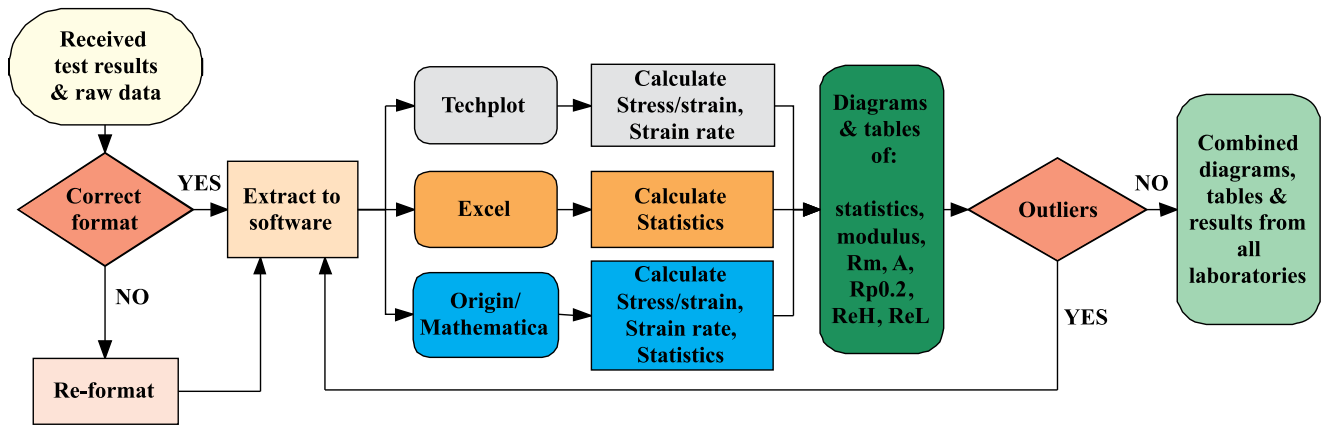 Received
test results
& raw data
Correct
format
YES
NO
Re-format
Extract to
software
Techplot
Calculate
Stress/strain,
Strain rate
Excel
Calculate
Statistics
Origin/
Mathematica
Calculate
Stress/strain,
Strain rate,
Statistics
Diagrams
& tables
of:
statistics,
modulus,
Rm, A,
Rp0.2,
ReH, ReL
Outliers
NO
YES
Combined
diagrams,
tables &
results from
all
laboratories